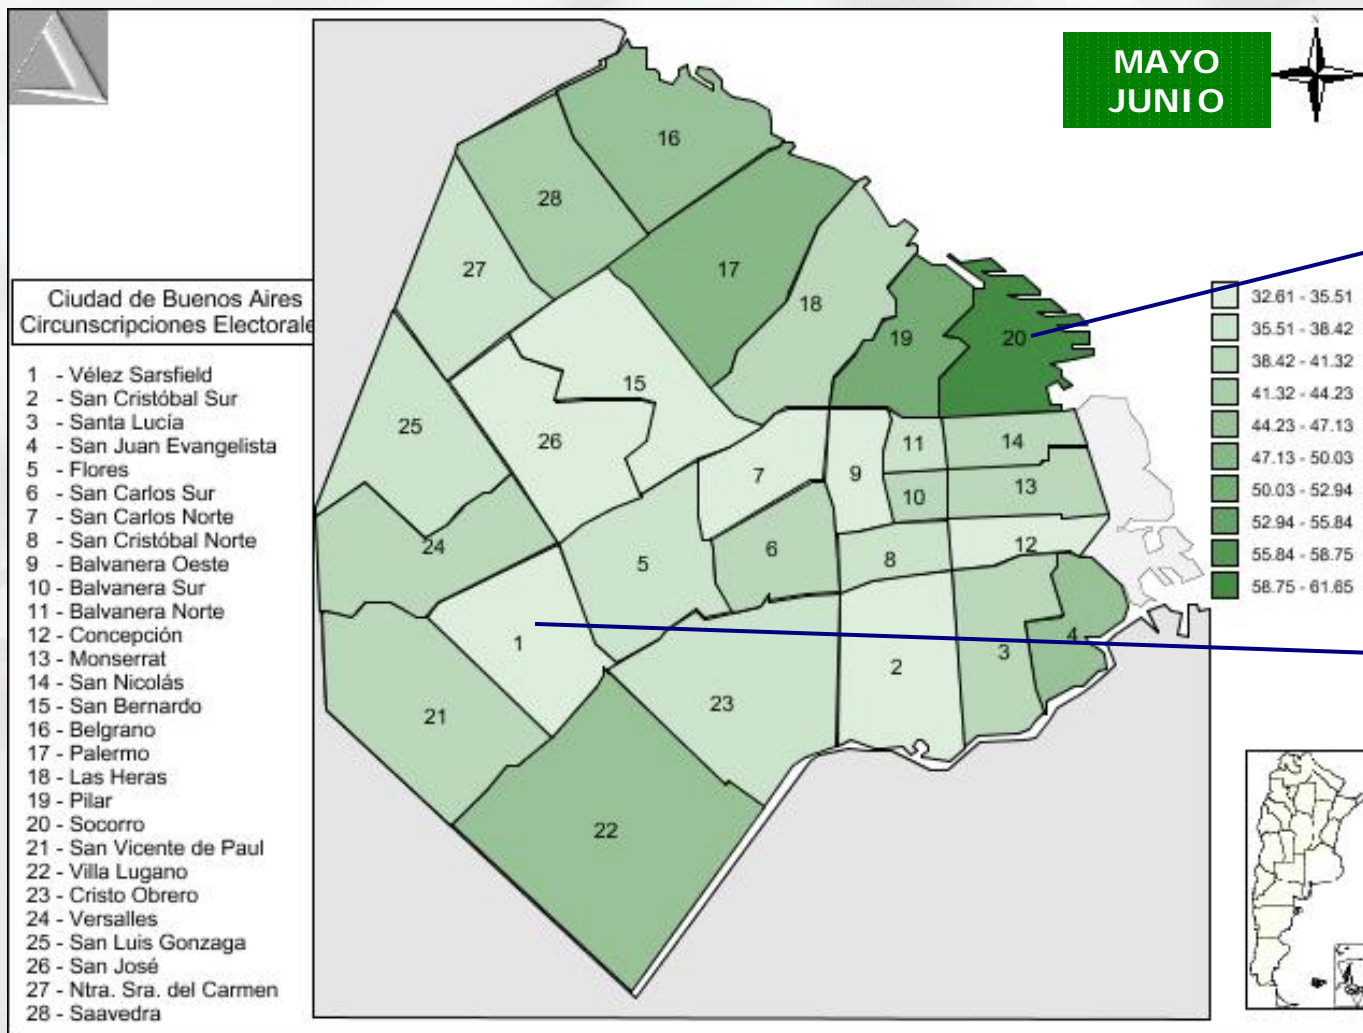 MAYO
JUNIO
N
Ciudad de Buenos Aires
Circunscripciones Electorale
1 - Vélez Sarsfield
2 - San Cristóbal Sur
3 - Santa Lucía
4 - San Juan Evangelista
5 - Flores
6 - San Carlos Sur
7 - San Carlos Norte
8 - San Cristóbal Norte
9 - Balvanera Oeste
10 - Balvanera Sur
11 - Balvanera Norte
12 - Concepción
13 - Monserrat
14 - San Nicolás
15 - San Bernardo
16 - Belgrano
17 - Palermo
18 - Las Heras
19 - Pilar
20 - Socorro
21 - San Vicente de Paul
22 - Villa Lugano
23 - Cristo Obrero
24 - Versalles
25 - San Luis Gonzaga
26 - San José
27 - Ntra. Sra. del Carmen
28 - Saavedra
16
28
27
17
18
19
20
15
25
26
11
14
7
9
10
13
24
5
6
8
12
1
2
3
4
21
23
22
32.61 - 35.51
35.51 - 38.42
38.42 - 41.32
41.32 - 44.23
44.23 - 47.13
47.13 - 50.03
50.03 - 52.94
52.94 - 55.84
55.84 - 58.75
58.75 - 61.65